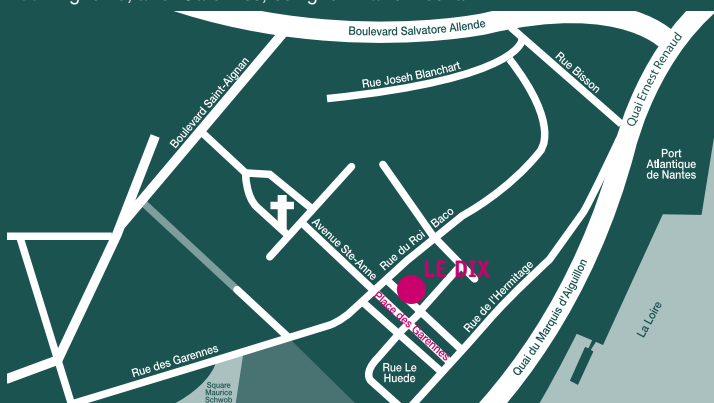 Boulevard Salvatore Allende
Rue Joseh Blanchart
Rue Bisson
Quai Ernest Renaud
Boulevard Saint-Aignan
Port
Atlantique
de Nantes
Avenue Ste-Anne
Rue du Roi Baco
LE DIX
Place des Garennes
Rue de l'Hermitage
Quai du Marquis d'Aiguillon
La Loire
Rue des Garennes
Rue Le
Huede
Square
Maurice
Schwob